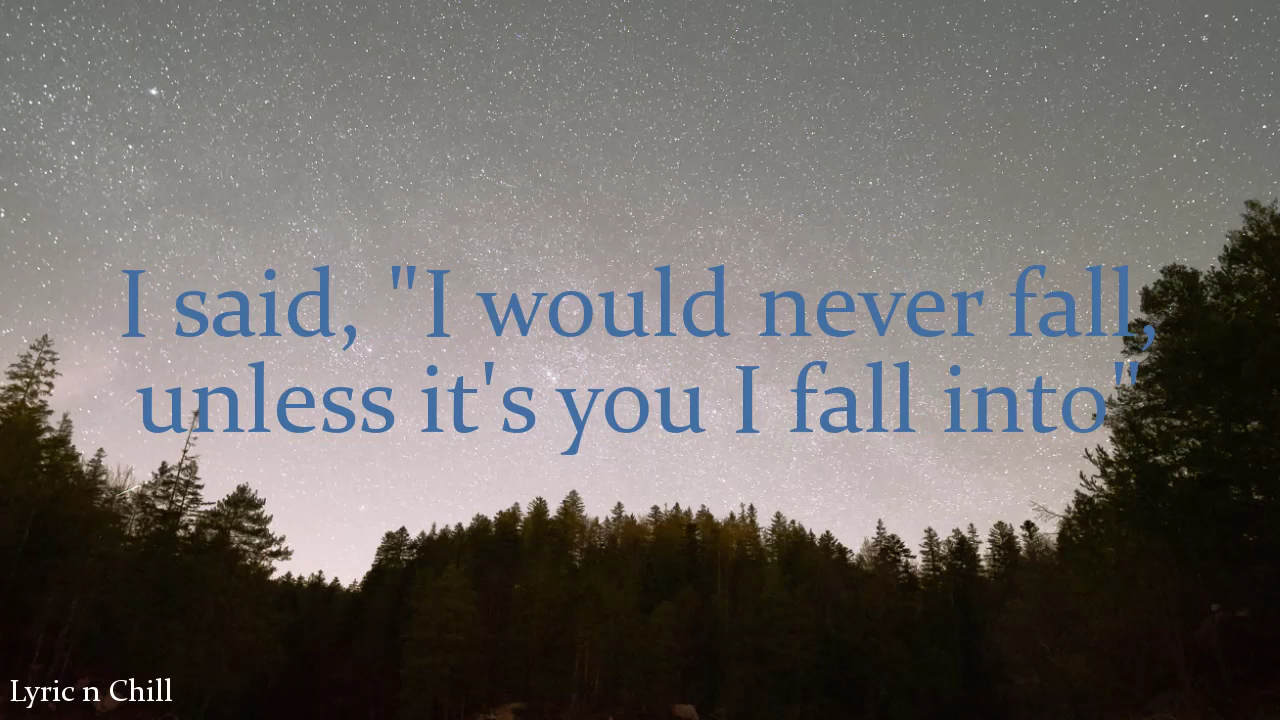 I said, "I would never fall,
unless it's you I fall into"
Lyric n Chill